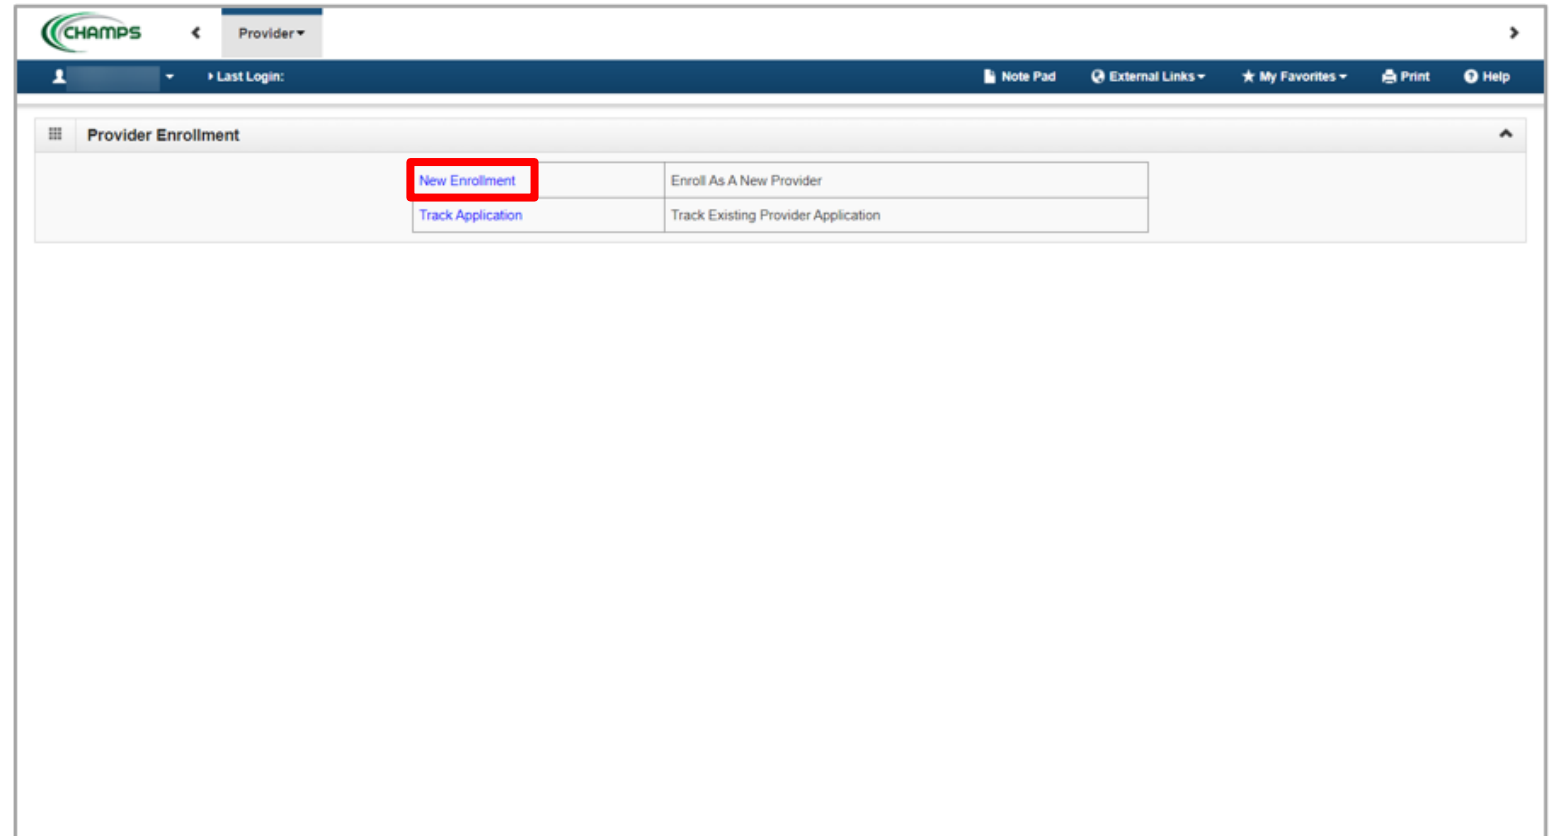 CHAMPS Provider
Last Login: Note Pad External Links My Favorites Print Help
Provider Enrollment
New Enrollment Enroll As A New Provider
Track Application Track Existing Provider Application